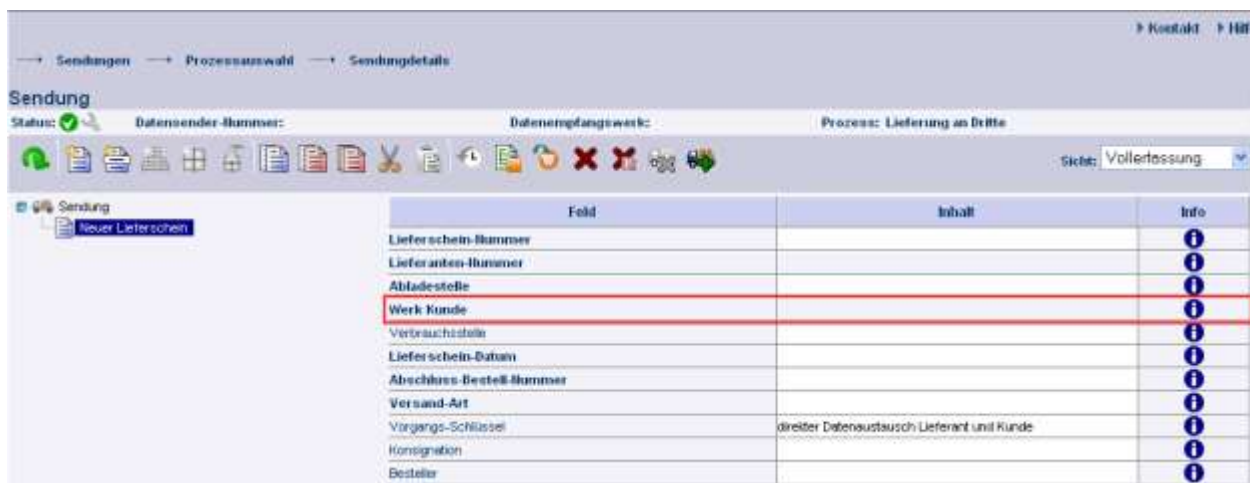 Kontakt Hilf
Sendungen Prozessauswahl Sendungdetails
Sendung
Status: Datensender-Nummer: Datenempfangswerk: Prozess: Lieferung an Dritte
Sicht: Vollerfassung
Sendung
Neuer Lieferschein
Feld Inhalt Info
Lieferschein-Nummer
Lieferanten-Nummer
Abladestelle
Werk Kunde
Verbrauchsstelle
Lieferschein-Datum
Abschluss-Bestell-Nummer
Versand-Art
Vorgangs-Schlüssel direkter Datenaustausch Lieferant und Kunde
Konsignation
Besteller